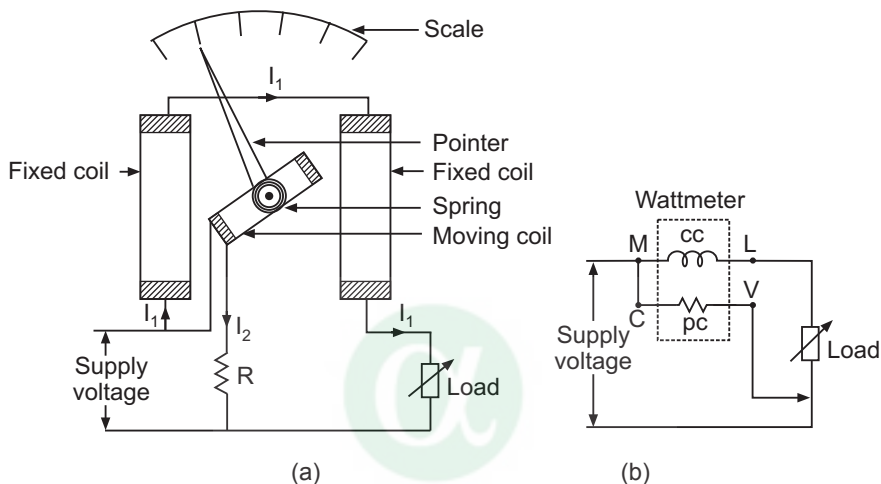 Scale
I1
Pointer
Fixed coil
Fixed coil
Spring
Moving coil
I1
I2
I1
Supply
voltage
R
Load
(a)
Wattmeter
M
cc
L
C
pc
V
Supply
voltage
Load
(b)
α